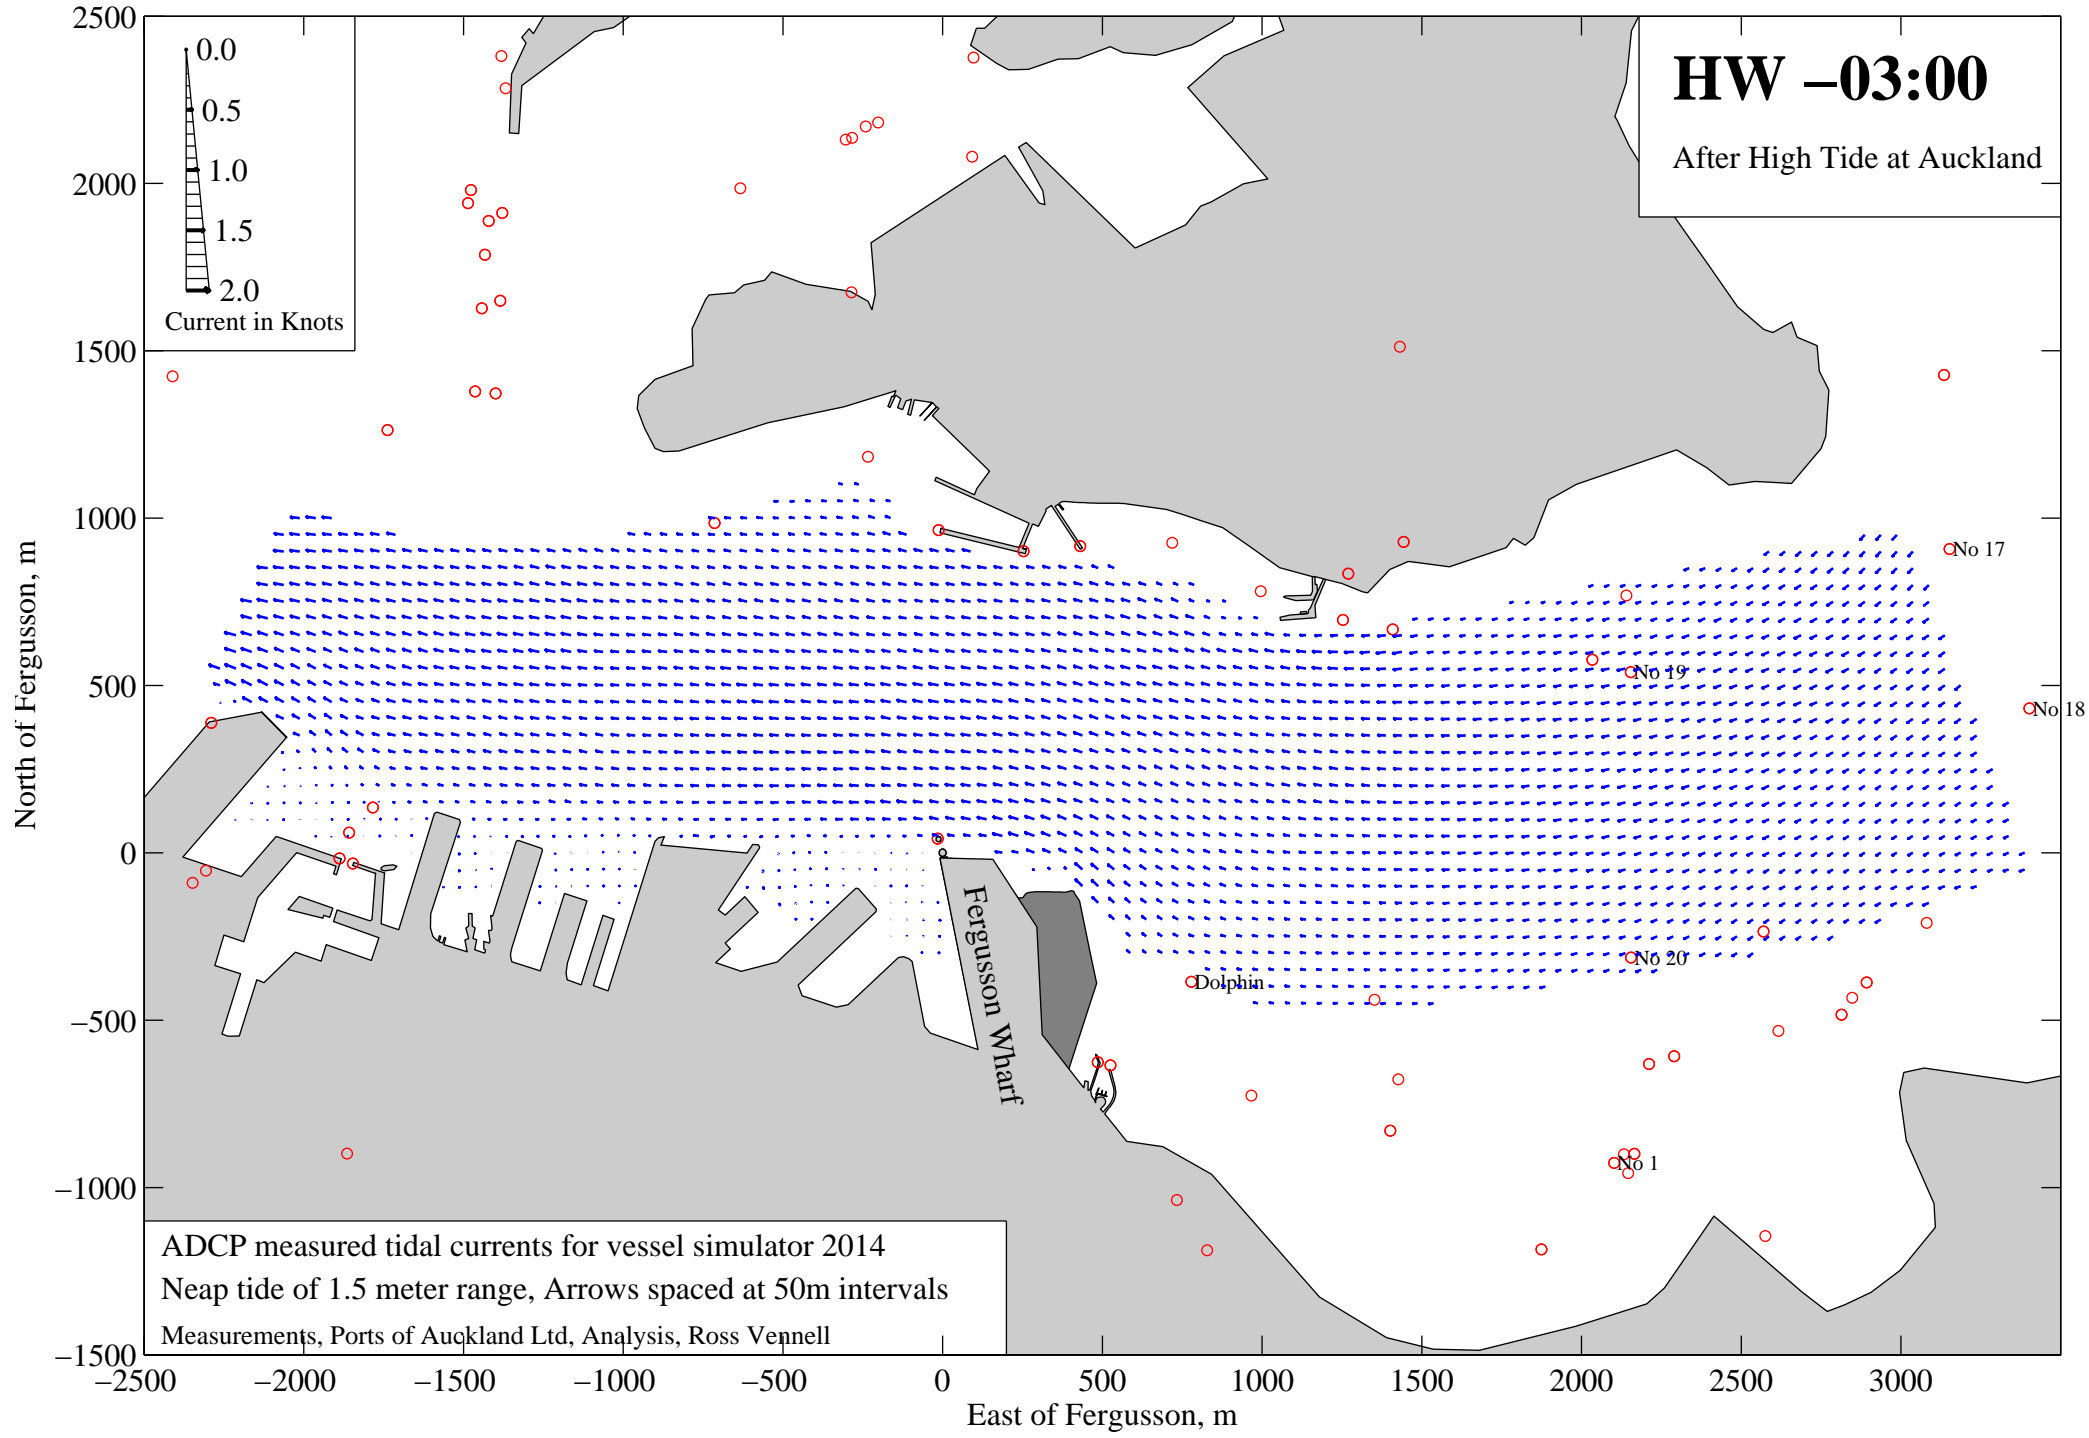 2500
2000
1500
1000
500
0
−500
−1000
−1500
North of Fergusson, m
0.0
0.5
1.0
1.5
2.0
Current in Knots
HW −03:00
After High Tide at Auckland
No 17
No 19
No 18
No 20
Dolphin
Fergusson Wharf
No 1
ADCP measured tidal currents for vessel simulator 2014
Neap tide of 1.5 meter range, Arrows spaced at 50m intervals
Measurements, Ports of Auckland Ltd, Analysis, Ross Vennell
−2500 −2000 −1500 −1000 −500 0 500 1000 1500 2000 2500 3000
East of Fergusson, m